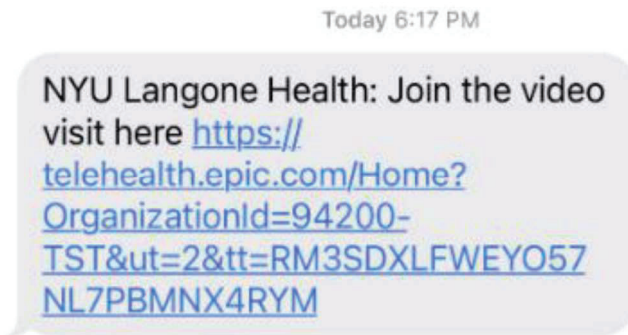 Today 6:17 PM
NYU Langone Health: Join the video
visit here https://
telehealth.epic.com/Home?
OrganizationId=94200-
TST&ut=2&tt=RM3SDXLFWEYO57
NL7PBMNX4RYM